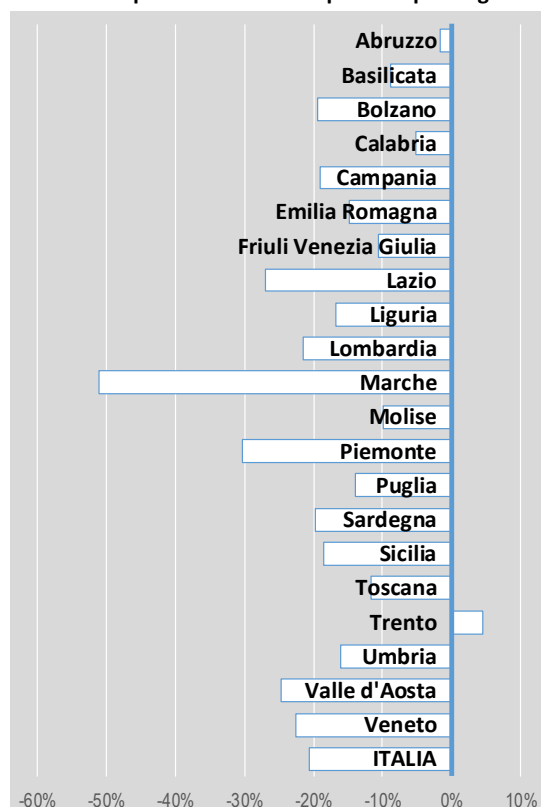 Abruzzo
Basilicata
Bolzano
Calabria
Campania
Emilia Romagna
Friuli Venezia Giulia
Lazio
Liguria
Lombardia
Marche
Molise
Piemonte
Puglia
Sardegna
Sicilia
Toscana
Trento
Umbria
Valle d'Aosta
Veneto
ITALIA
-60% -50% -40% -30% -20% -10% 0% 10%